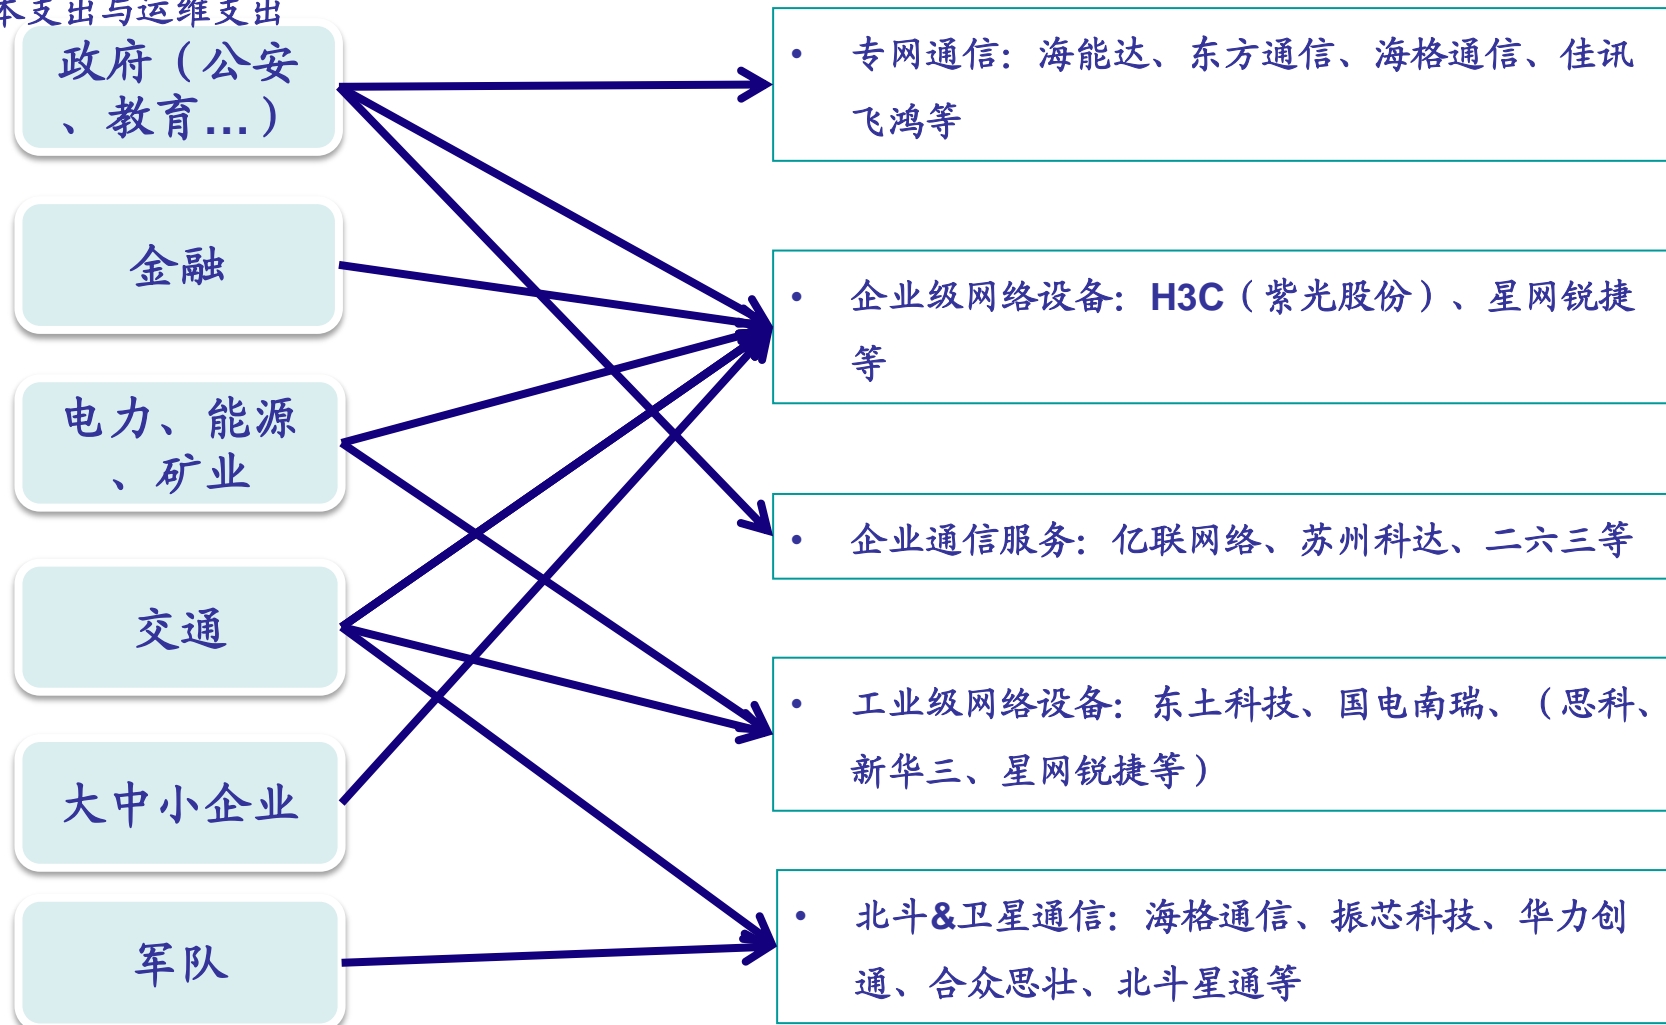 本支出与运维支出
政府（公安
、教育...）
金融
电力、能源
、矿业
交通
大中小企业
军队
• 专网通信：海能达、东方通信、海格通信、佳讯
飞鸿等
• 企业级网络设备：H3C（紫光股份）、星网锐捷
等
• 企业通信服务：亿联网络、苏州科达、二六三等
• 工业级网络设备：东土科技、国电南瑞、（思科、
新华三、星网锐捷等）
• 北斗&卫星通信：海格通信、振芯科技、华力创
通、合众思壮、北斗星通等